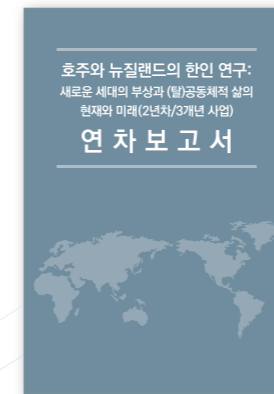 호주와 뉴질랜드의 한인 연구:
새로운 세대의 부상과 (탈)공동체적 삶의
현재와 미래(2년차/3개년 사업)
연 차 보 고 서